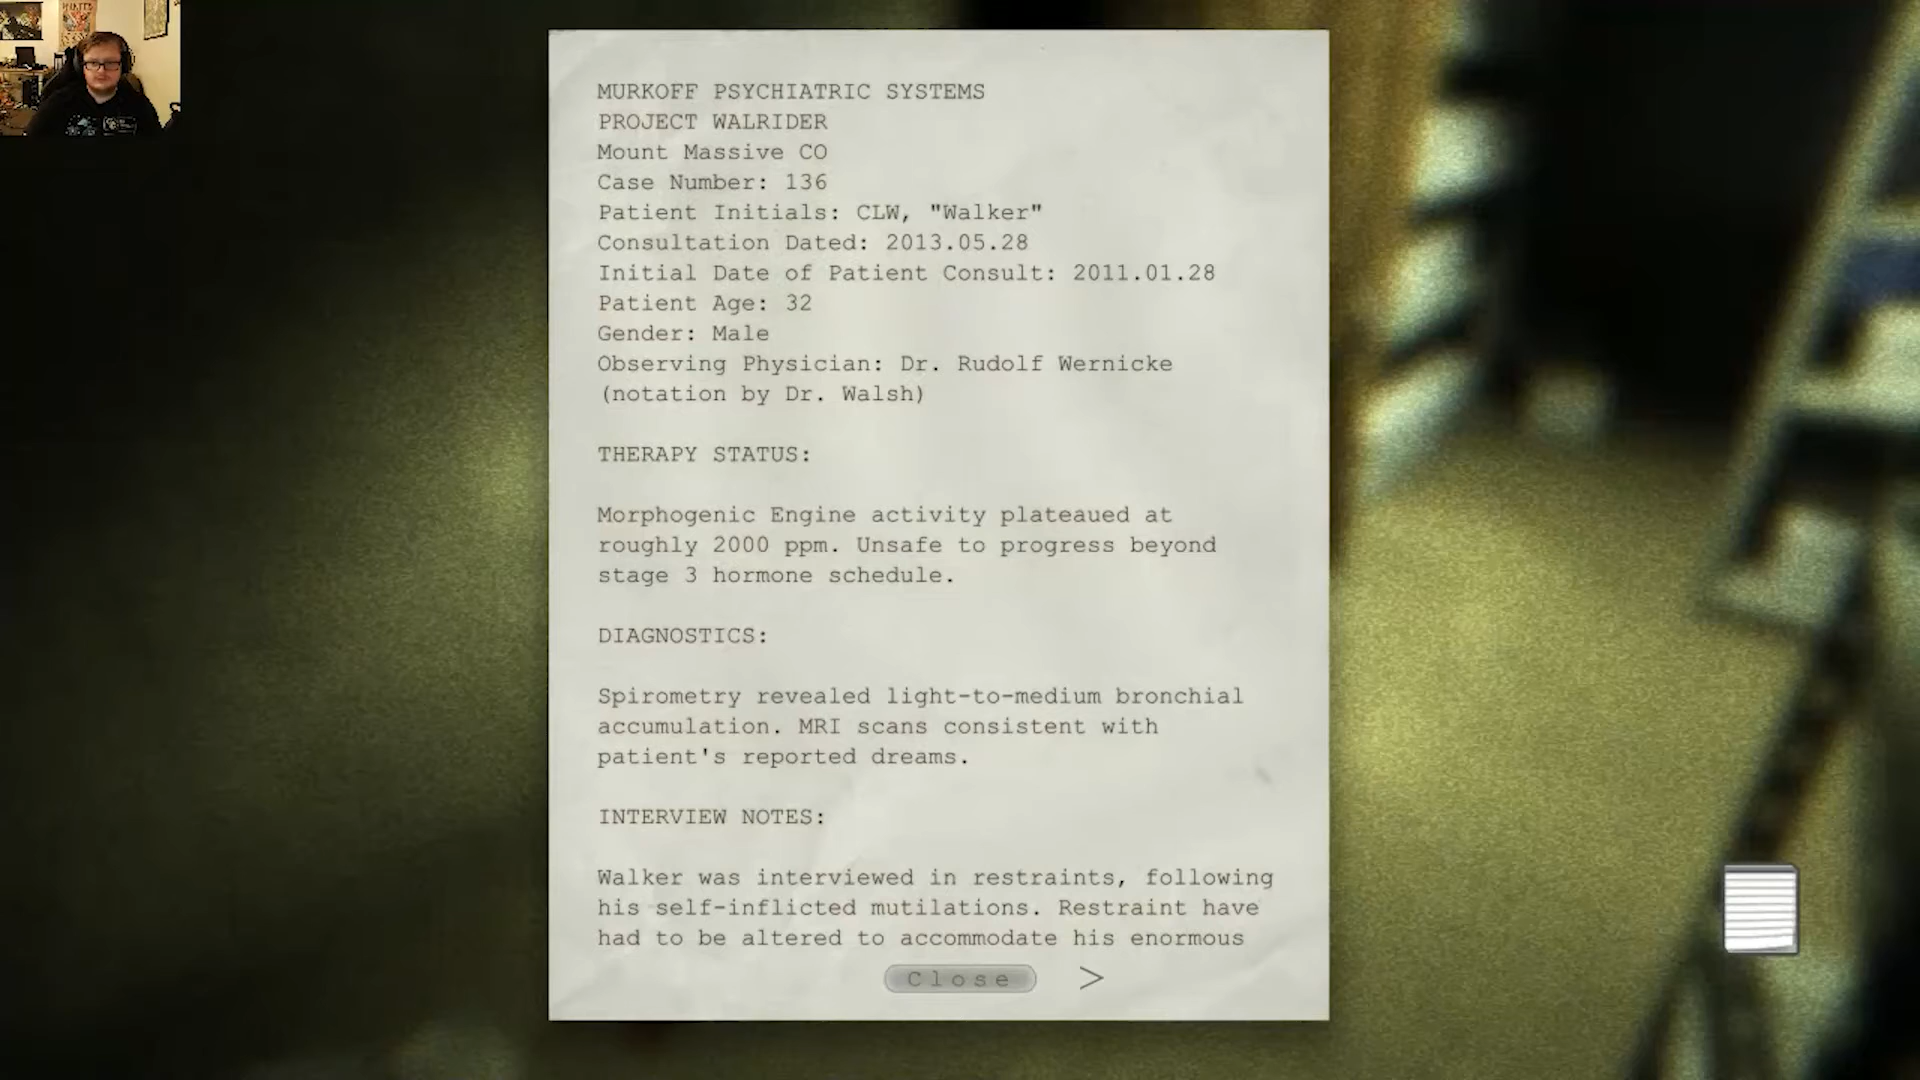 MURKOFF PSYCHIATRIC SYSTEMS
PROJECT WALRIDER
Mount Massive CO
Case Number: 136
Patient Initials: CLW, "Walker"
Consultation Dated: 2013.05.28
Initial Date of Patient Consult: 2011.01.28
Patient Age: 32
Gender: Male
Observing Physician: Dr. Rudolf Wernicke
(notation by Dr. Walsh)
THERAPY STATUS:
Morphogenic Engine activity plateaued at
roughly 2000 ppm. Unsafe to progress beyond
stage 3 hormone schedule.
DIAGNOSTICS:
Spirometry revealed light-to-medium bronchial
accumulation. MRI scans consistent with
patient's reported dreams.
INTERVIEW NOTES:
Walker was interviewed in restraints, following
his self-inflicted mutilations. Restraint have
had to be altered to accommodate his enormous
Close >